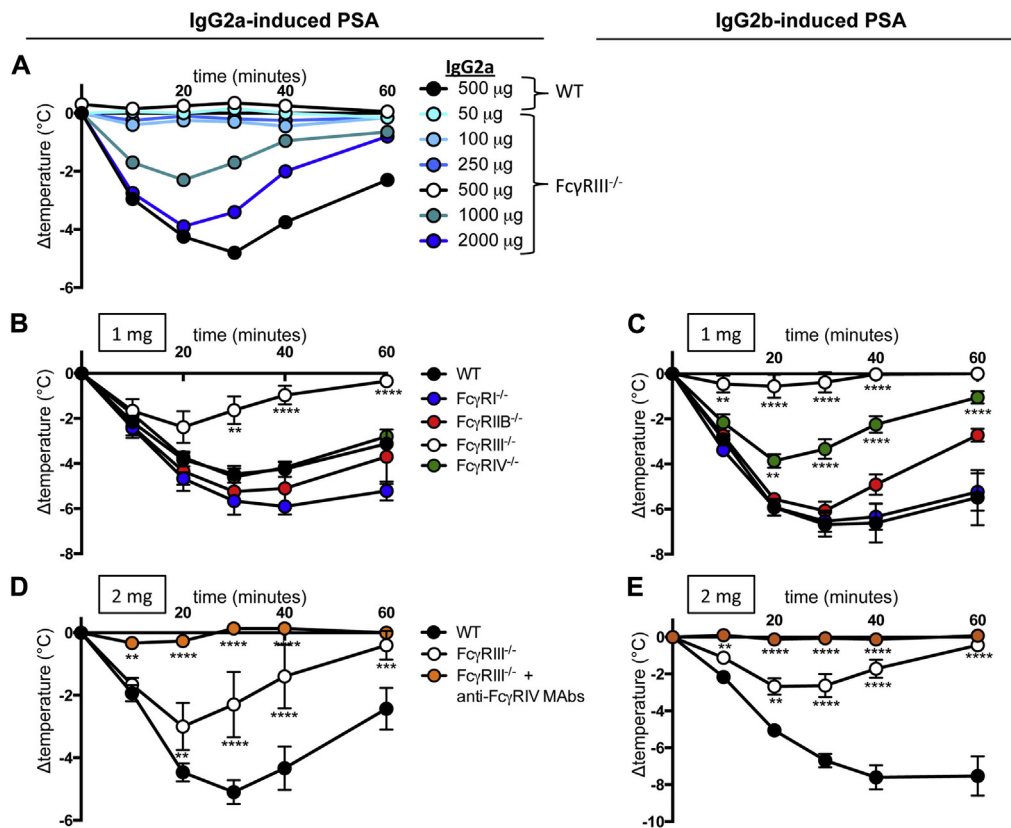 IgG2a-induced PSA
IgG2b-induced PSA
A
time (minutes)
20 40 60
Δtemperature (°C)
0
-2
-4
-6
IgG2a
500 μg
WT
50 μg
100 μg
250 μg
500 μg
1000 μg
2000 μg
FcγRIII-/-
B
1 mg
time (minutes)
20 40 60
Δtemperature (°C)
0
-2
-4
-6
-8
**
****
****
WT
FcγRI-/-
FcγRIIB-/-
FcγRIII-/-
FcγRIV-/-
C
1 mg
time (minutes)
20 40 60
Δtemperature (°C)
0
-2
-4
-6
-8
** **** **** ****
** **** **** ****
D
2 mg
time (minutes)
20 40 60
Δtemperature (°C)
0
-2
-4
-6
** **** **** ****
** **** **** ***
WT
FcγRIII-/-
FcγRIII-/- +
anti-FcγRIV MAbs
E
2 mg
time (minutes)
20 40 60
Δtemperature (°C)
0
-2
-4
-6
-8
-10
** **** **** ****
** **** **** ****